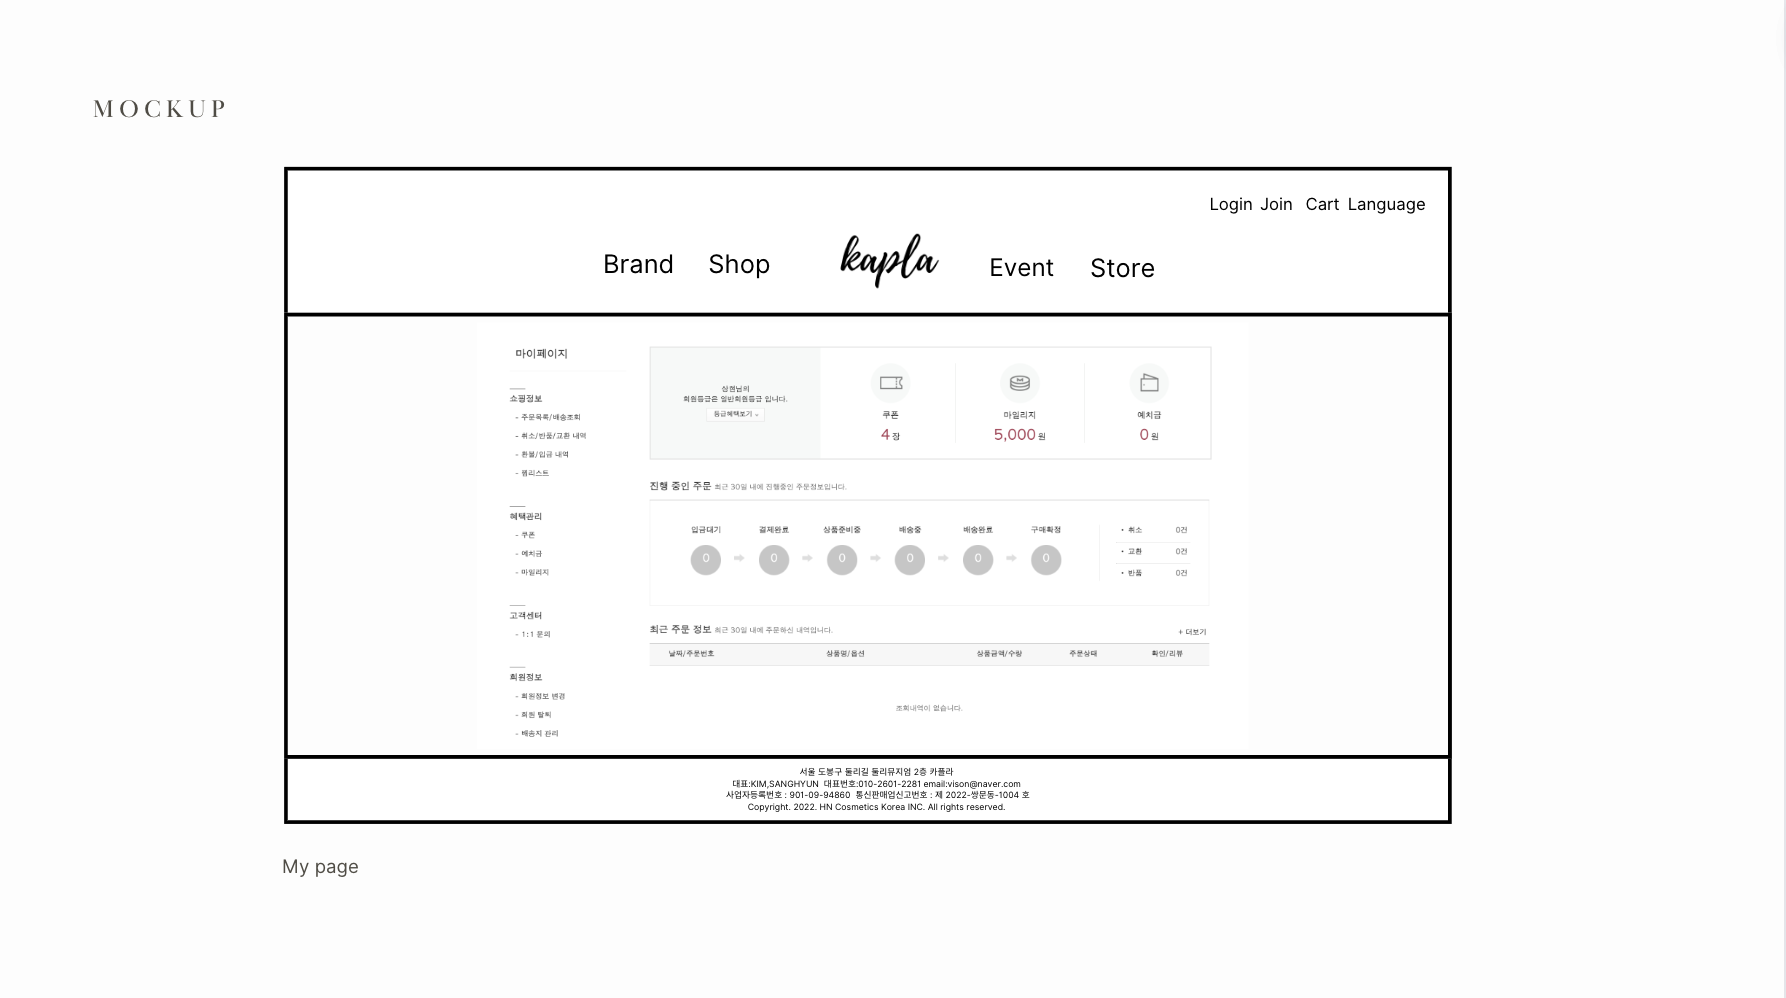 MOCKUP
Login Join Cart Language
Brand Shop kapla Event Store
마이페이지
쇼핑정보
- 주문목록/배송조회
- 취소/반품/교환 내역
- 환불/입금 내역
- 찜리스트
혜택관리
- 쿠폰
- 예치금
- 마일리지
고객센터
- 1:1 문의
회원정보
- 회원정보 변경
- 회원 탈퇴
- 배송지 관리
상현님의
회원등급은 일반회원등급 입니다.
등급혜택보기 >
쿠폰
4 장
마일리지
5,000 원
예치금
0 원
진행 중인 주문 최근 30일 내에 진행중인 주문정보입니다.
입금대기 결제완료 상품준비중 배송중 배송완료 구매확정
0 0 0 0 0 0
• 취소 0건
• 교환 0건
• 반품 0건
최근 주문 정보 최근 30일 내에 주문하신 내역입니다.
+ 더보기
날짜/주문번호 상품명/옵션 상품금액/수량 주문상태 확인/리뷰
조회내역이 없습니다.
서울 도봉구 둘리길 둘리뮤지엄 2층 카플라
대표:KIM,SANGHYUN 대표번호:010-2601-2281 email:vison@naver.com
사업자등록번호 : 901-09-94860 통신판매업신고번호 : 제 2022-쌍문동-1004 호
Copyright. 2022. HN Cosmetics Korea INC. All rights reserved.
My page